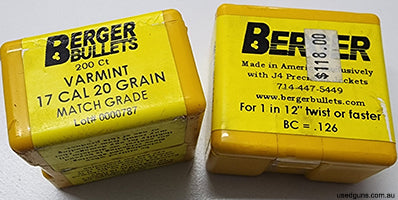 BERGER
BULLETS
200 Ct
VARMINT
17 CAL 20 GRAIN
MATCH GRADE
Lot# 0000787
BERGER
$118.00
Made in America
with J4 Precision
714-447-5449
www.bergerbullets.com
For 1 in 12" twist or faster
BC = .126
usedguns.com.au